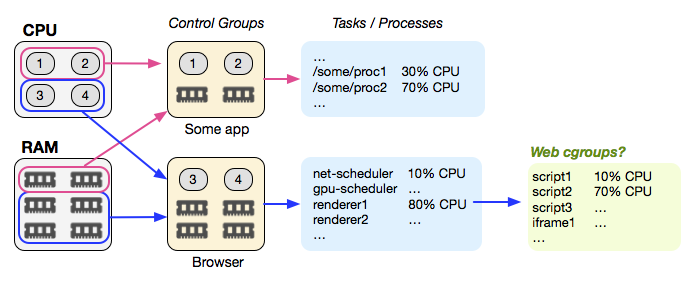 CPU
Control Groups
Tasks / Processes
1 2
3 4
1 2
Some app
...
/some/proc1 30% CPU
/some/proc2 70% CPU
...
RAM
3 4
Browser
net-scheduler 10% CPU
gpu-scheduler ...
renderer1 80% CPU
renderer2
...
Web cgroups?
script1 10% CPU
script2 70% CPU
script3 ...
iframe1 ...
...